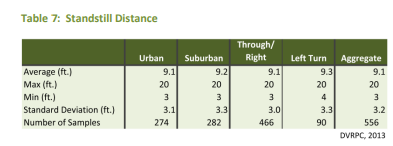 Table 7: Standstill Distance
Through/
Urban Suburban Right Left Turn Aggregate
Average (ft.) 9.1 9.2 9.1 9.3 9.1
Max (ft.) 20 20 20 20 20
Min (ft.) 3 3 3 4 3
Standard Deviation (ft.) 3.1 3.3 3.0 3.3 3.2
Number of Samples 274 282 466 90 556
DVRPC, 2013